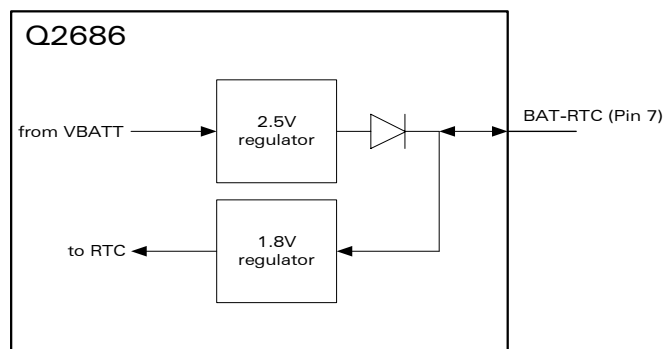 Q2686
from VBATT
2.5V
regulator
BAT-RTC (Pin 7)
to RTC
1.8V
regulator